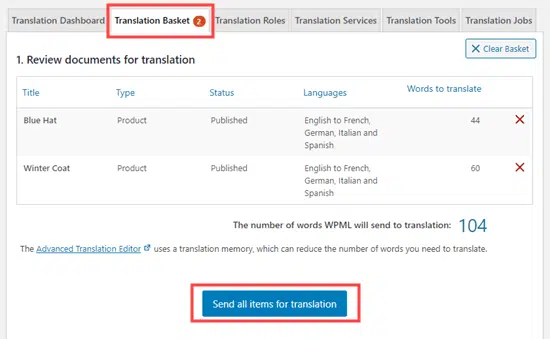 Translation Dashboard Translation Basket 2 Translation Roles Translation Services Translation Tools Translation Jobs
Clear Basket
1. Review documents for translation
Title Type Status Languages Words to translate
Blue Hat Product Published English to French, 44
German, Italian and
Spanish
Winter Coat Product Published English to French, 60
German, Italian and
Spanish
The number of words WPML will send to translation: 104
The Advanced Translation Editor uses a translation memory, which can reduce the number of words you need to translate.
Send all items for translation